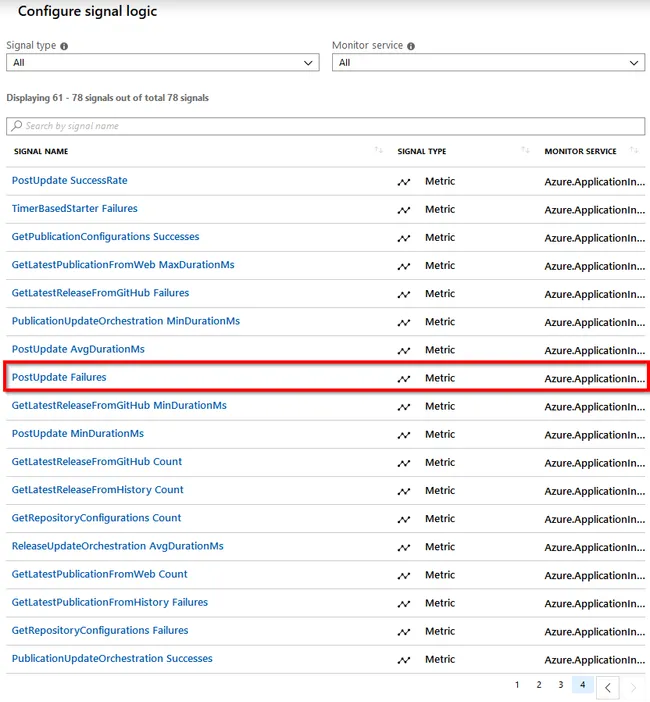 Configure signal logic
Signal type
Monitor service
All
All
Displaying 61 - 78 signals out of total 78 signals
Search by signal name
SIGNAL NAME SIGNAL TYPE MONITOR SERVICE
PostUpdate SuccessRate Metric Azure.ApplicationIn...
TimerBasedStarter Failures Metric Azure.ApplicationIn...
GetPublicationConfigurations Successes Metric Azure.ApplicationIn...
GetLatestPublicationFromWeb MaxDurationMs Metric Azure.ApplicationIn...
GetLatestReleaseFromGitHub Failures Metric Azure.ApplicationIn...
PublicationUpdateOrchestration MinDurationMs Metric Azure.ApplicationIn...
PostUpdate AvgDurationMs Metric Azure.ApplicationIn...
PostUpdate Failures Metric Azure.ApplicationIn...
GetLatestReleaseFromGitHub MinDurationMs Metric Azure.ApplicationIn...
PostUpdate MinDurationMs Metric Azure.ApplicationIn...
GetLatestReleaseFromGitHub Count Metric Azure.ApplicationIn...
GetLatestReleaseFromHistory Count Metric Azure.ApplicationIn...
GetRepositoryConfigurations Count Metric Azure.ApplicationIn...
ReleaseUpdateOrchestration AvgDurationMs Metric Azure.ApplicationIn...
GetLatestPublicationFromWeb Count Metric Azure.ApplicationIn...
GetLatestPublicationFromHistory Failures Metric Azure.ApplicationIn...
GetRepositoryConfigurations Failures Metric Azure.ApplicationIn...
PublicationUpdateOrchestration Successes Metric Azure.ApplicationIn...
1 2 3 4